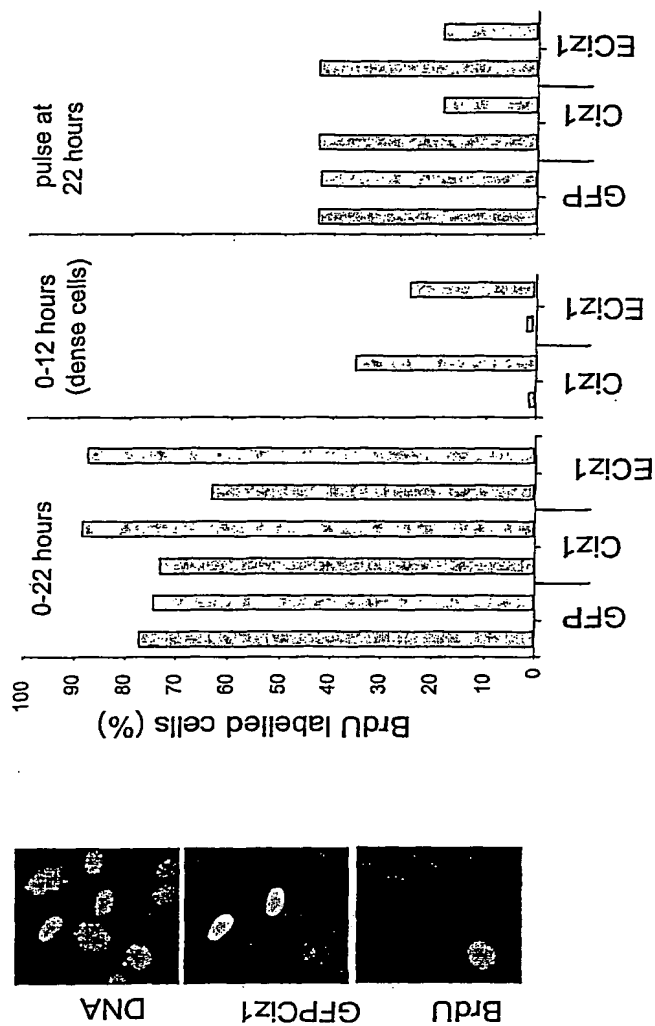 DNA
GFPCiz1
BrdU
BrdU labelled cells (%)
100
90
80
70
60
50
40
30
20
10
0
0-22 hours
GFP
Ciz1
ECiz1
0-12 hours
(dense cells)
Ciz1
ECiz1
pulse at
22 hours
GFP
Ciz1
ECiz1